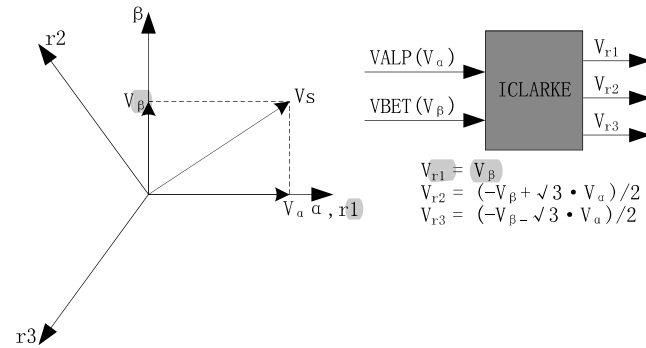 β
r2
Vβ
Vs
Vα α,r1
r3
VALP(Vα)
VBET(Vβ)
ICLARKE
Vr1
Vr2
Vr3
Vr1 = Vβ
Vr2 = (-Vβ+√3•Vα)/2
Vr3 = (-Vβ-√3•Vα)/2